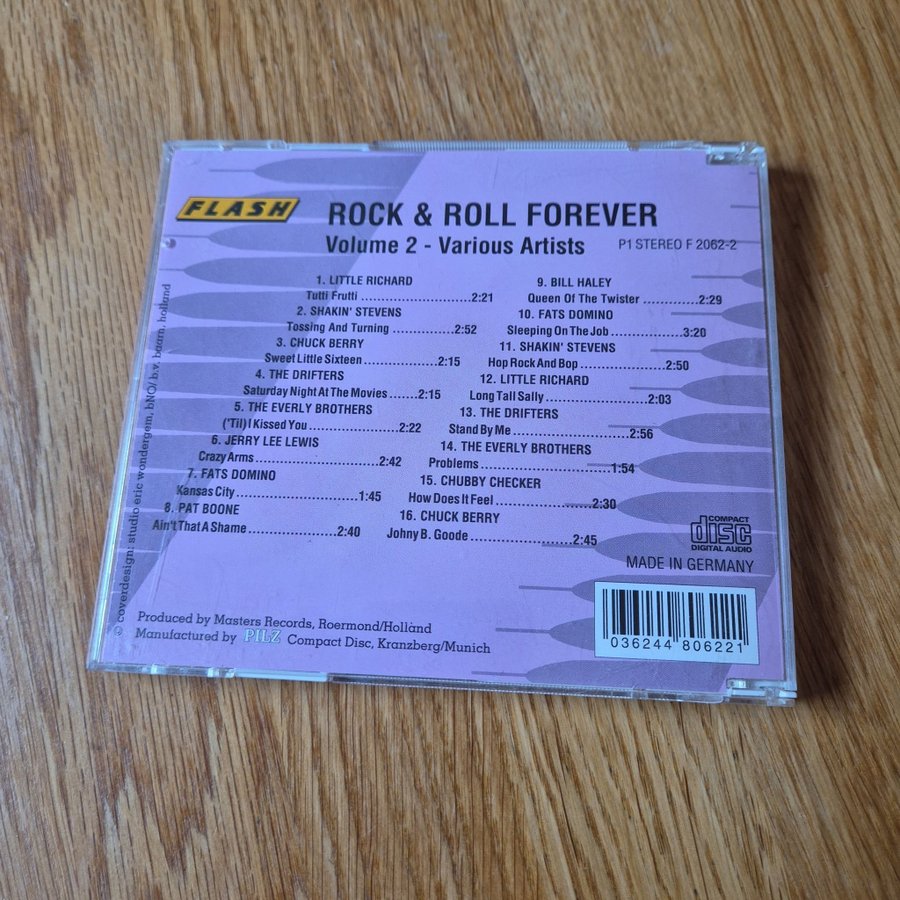 FLASH
ROCK & ROLL FOREVER
Volume 2 - Various Artists
P1 STEREO F 2062-2
1. LITTLE RICHARD
Tutti Frutti ........................2:21
2. SHAKIN' STEVENS
Tossing And Turning ..............2:52
3. CHUCK BERRY
Sweet Little Sixteen ................2:15
4. THE DRIFTERS
Saturday Night At The Movies ......2:15
5. THE EVERLY BROTHERS
('Til) I Kissed You ....................2:22
6. JERRY LEE LEWIS
Crazy Arms ..........................2:42
7. FATS DOMINO
Kansas City ..........................1:45
8. PAT BOONE
Ain't That A Shame ..................2:40
9. BILL HALEY
Queen Of The Twister ............2:29
10. FATS DOMINO
Sleeping On The Job ................3:20
11. SHAKIN' STEVENS
Hop Rock And Bop ..................2:50
12. LITTLE RICHARD
Long Tall Sally ......................2:03
13. THE DRIFTERS
Stand By Me ........................2:56
14. THE EVERLY BROTHERS
Problems ............................1:54
15. CHUBBY CHECKER
How Does It Feel ....................2:30
16. CHUCK BERRY
Johny B. Goode ......................2:45
COMPACT
disc
DIGITAL AUDIO
MADE IN GERMANY
© coverdesign: studio eric wondergem, bNO/ b.v. baarn, holland
Produced by Masters Records, Roermond/Holland
Manufactured by PILZ Compact Disc, Kranzberg/Munich
036244 806221